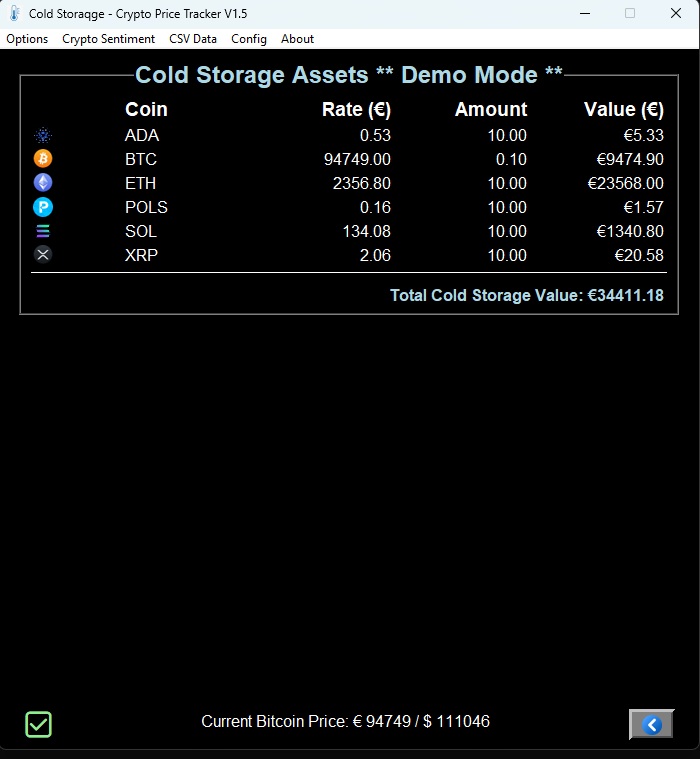 Cold Storaqge - Crypto Price Tracker V1.5
Options Crypto Sentiment CSV Data Config About
Cold Storage Assets ** Demo Mode **
Coin Rate (€) Amount Value (€)
ADA 0.53 10.00 €5.33
BTC 94749.00 0.10 €9474.90
ETH 2356.80 10.00 €23568.00
POLS 0.16 10.00 €1.57
SOL 134.08 10.00 €1340.80
XRP 2.06 10.00 €20.58
Total Cold Storage Value: €34411.18
Current Bitcoin Price: € 94749 / $ 111046